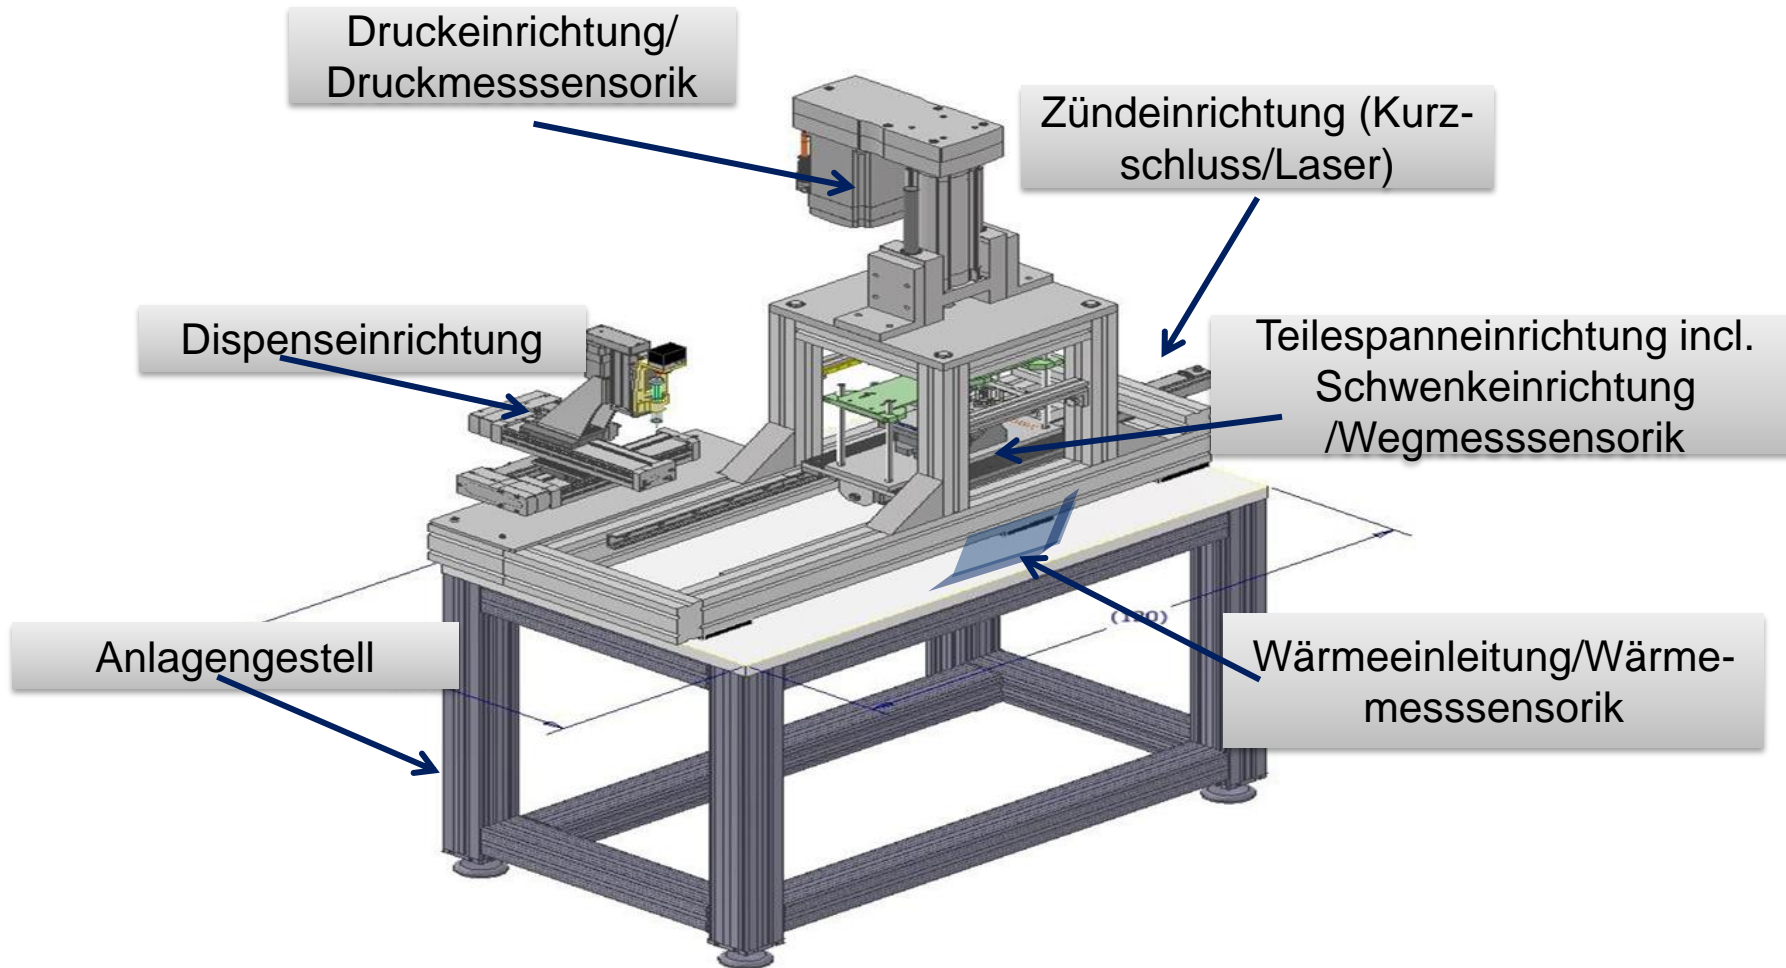 Druckeinrichtung/
Druckmesssensorik
Zündeinrichtung (Kurz-
schluss/Laser)
Dispenseinrichtung
Teilespanneinrichtung incl.
Schwenkeinrichtung
/Wegmesssensorik
Anlagengestell
Wärmeeinleitung/Wärme-
messsensorik